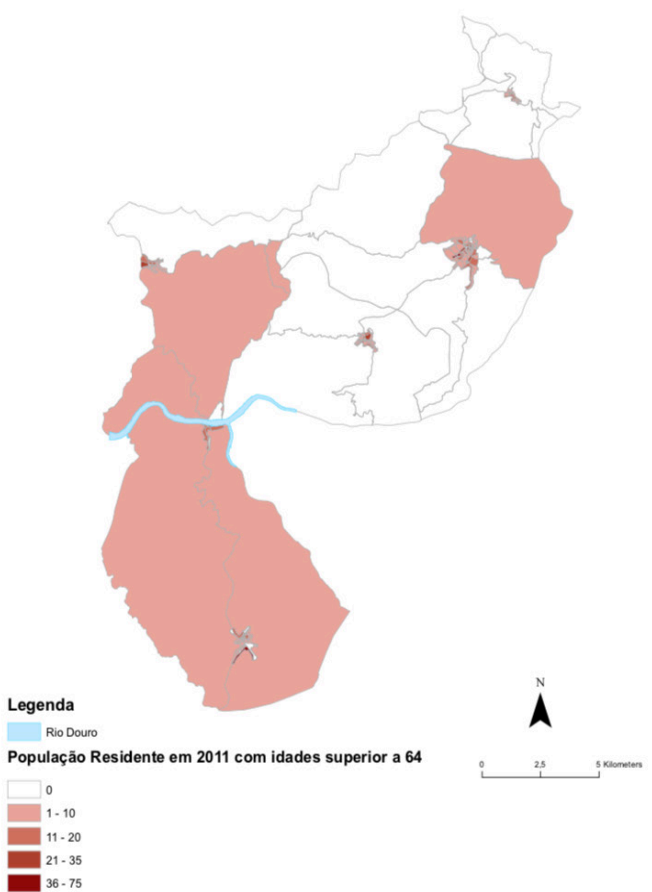 Legenda
Rio Douro
População Residente em 2011 com idades superior a 64
0
1 - 10
11 - 20
21 - 35
36 - 75
N
0 2,5 5 Kilometers